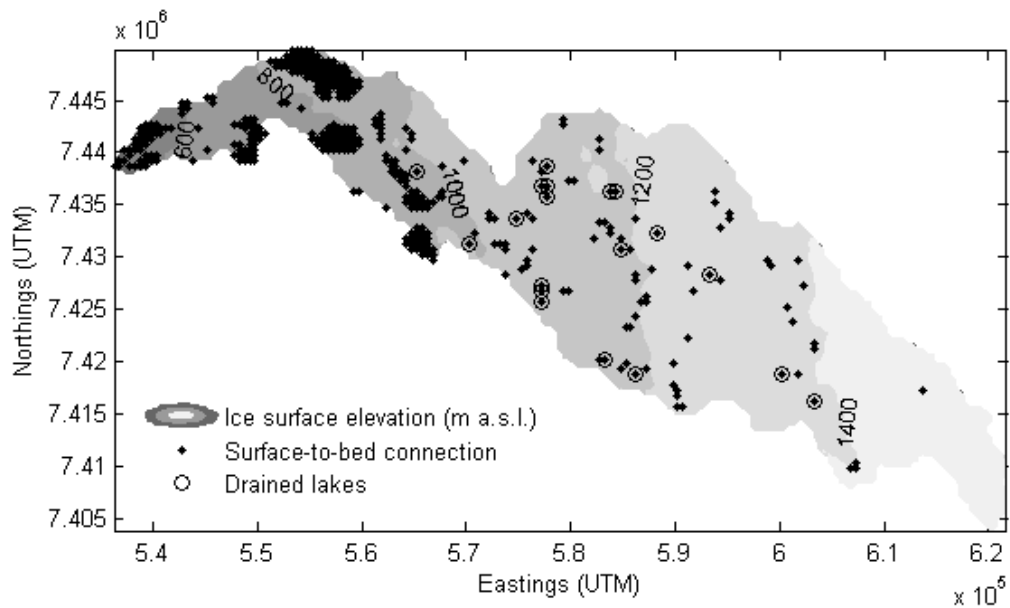 x 10^6
7.445
7.44
7.435
7.43
7.425
7.42
7.415
7.41
7.405
Northings (UTM)
800
600
1000
1200
1400
Ice surface elevation (m a.s.l.)
Surface-to-bed connection
Drained lakes
5.4 5.5 5.6 5.7 5.8 5.9 6 6.1 6.2
Eastings (UTM)
x 10^5